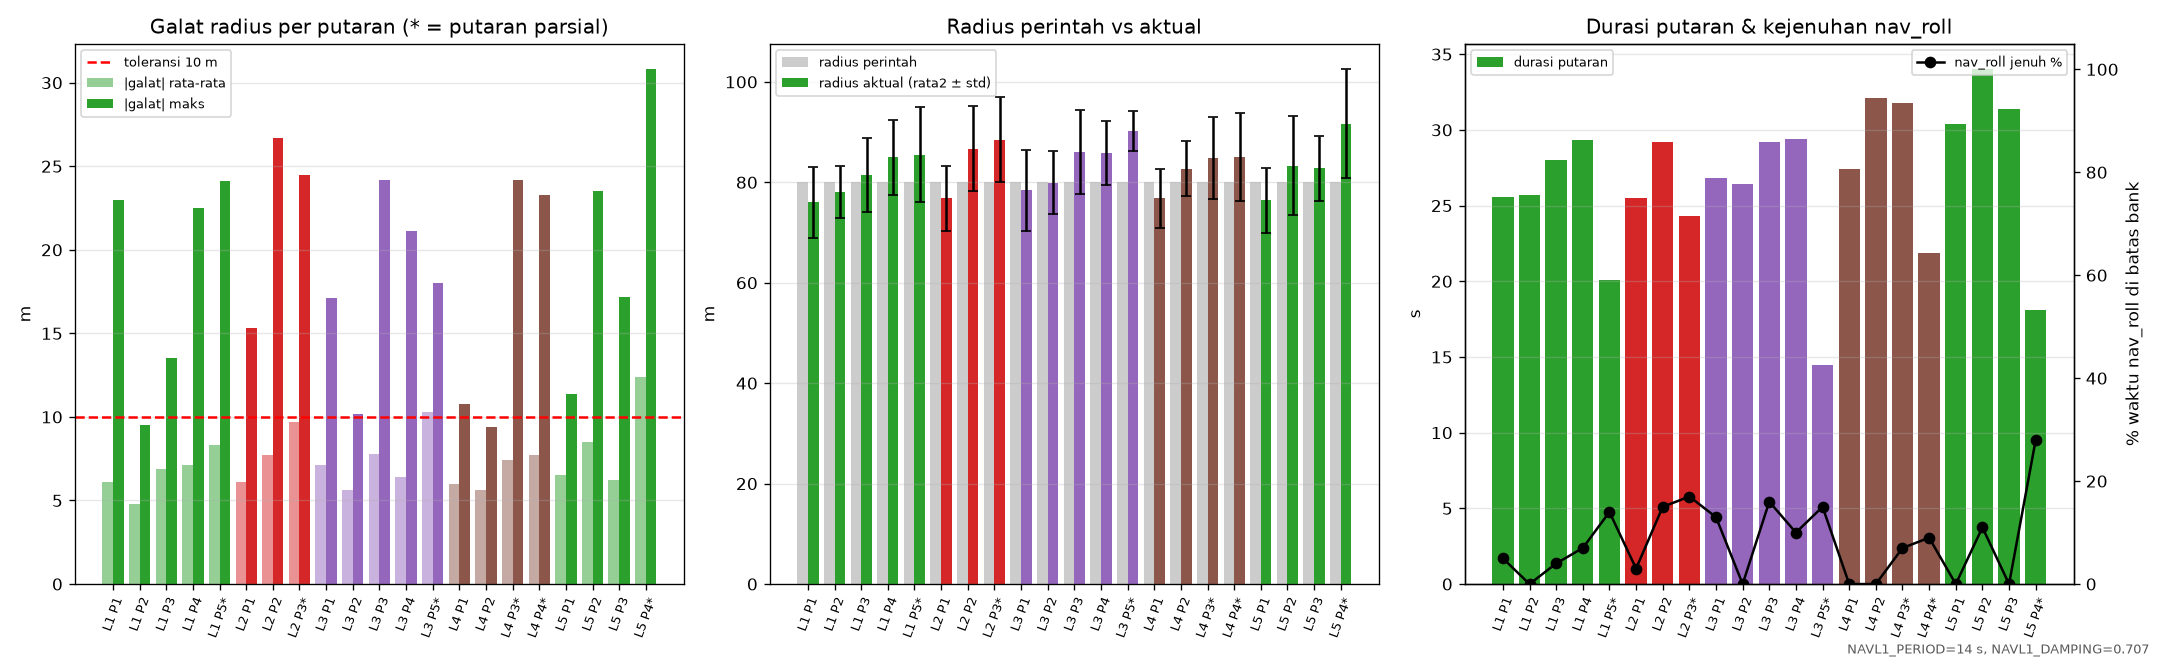 Galat radius per putaran (* = putaran parsial)
toleransi 10 m
|galat| rata-rata
|galat| maks
m
30
25
20
15
10
5
0
L1 P1
L1 P2
L1 P3
L1 P4
L1 P5*
L2 P1
L2 P2
L2 P3*
L3 P1
L3 P2
L3 P3
L3 P4
L3 P5*
L4 P1
L4 P2
L4 P3*
L4 P4*
L5 P1
L5 P2
L5 P3
L5 P4*
Radius perintah vs aktual
radius perintah
radius aktual (rata2 ± std)
m
100
80
60
40
20
0
L1 P1
L1 P2
L1 P3
L1 P4
L1 P5*
L2 P1
L2 P2
L2 P3*
L3 P1
L3 P2
L3 P3
L3 P4
L3 P5*
L4 P1
L4 P2
L4 P3*
L4 P4*
L5 P1
L5 P2
L5 P3
L5 P4*
Durasi putaran & kejenuhan nav_roll
durasi putaran
nav_roll jenuh %
s
35
30
25
20
15
10
5
0
100
80
60
40
20
0
% waktu nav_roll di batas bank
L1 P1
L1 P2
L1 P3
L1 P4
L1 P5*
L2 P1
L2 P2
L2 P3*
L3 P1
L3 P2
L3 P3
L3 P4
L3 P5*
L4 P1
L4 P2
L4 P3*
L4 P4*
L5 P1
L5 P2
L5 P3
L5 P4*
NAVL1_PERIOD=14 s, NAVL1_DAMPING=0.707